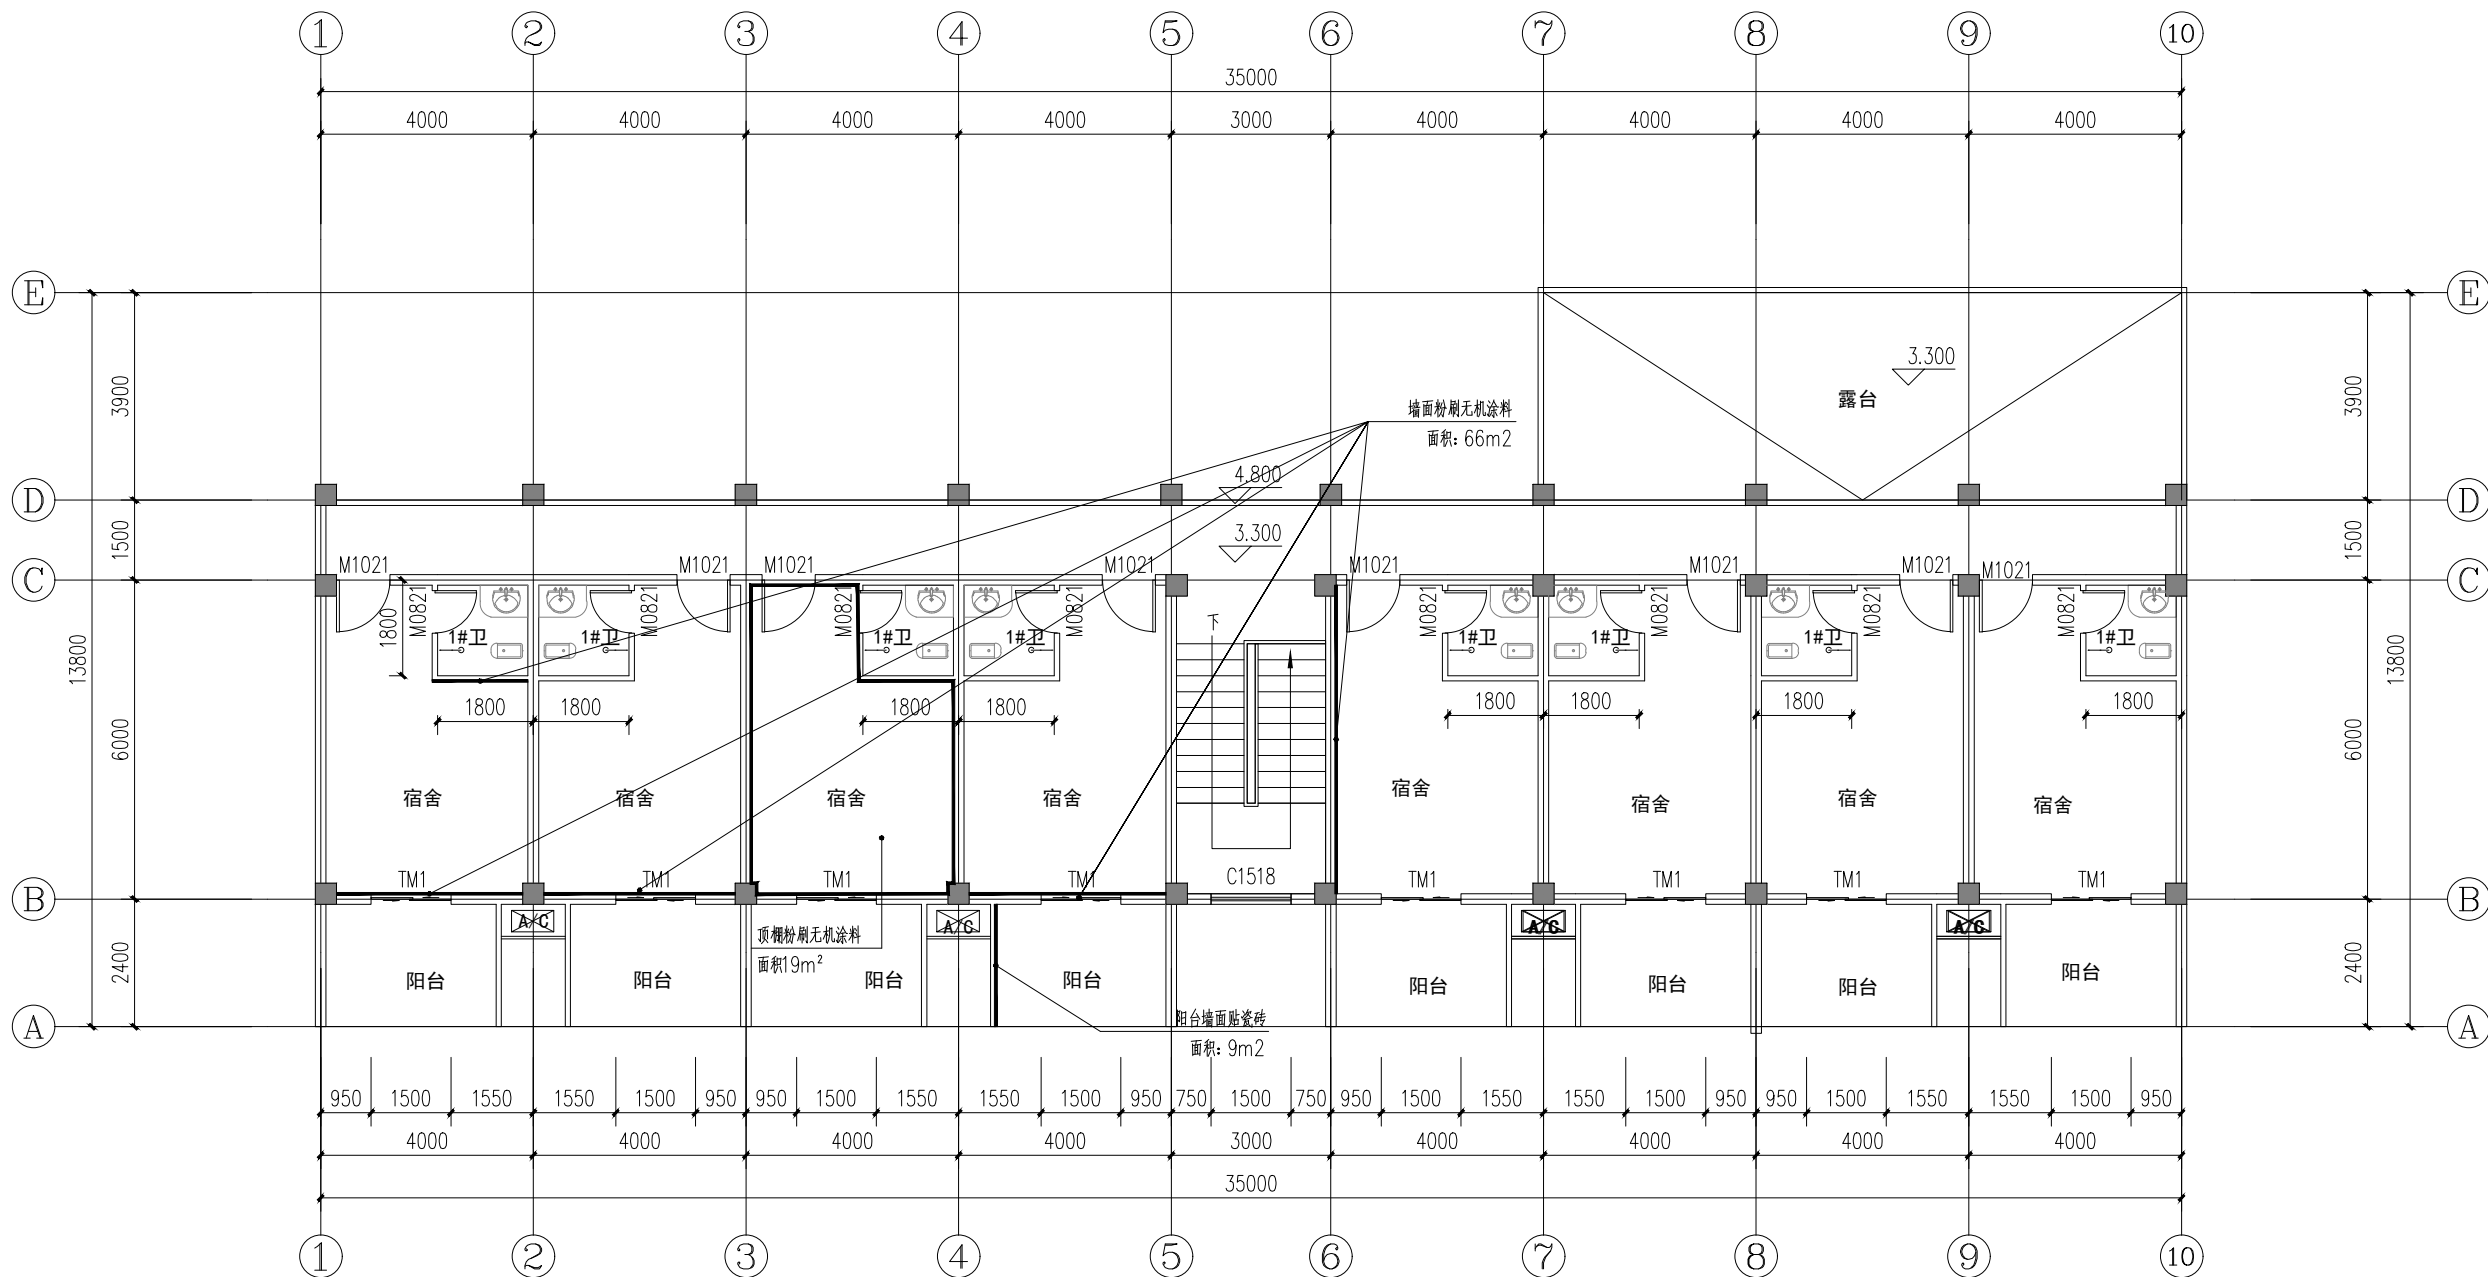 1 2 3 4 5 6 7 8 9 10
35000
4000 4000 4000 4000 3000 4000 4000 4000 4000
E E
3.300
露台
3900 3900
墙面粉刷无机涂料
面积: 66m2
4.800
D D
1500 1500
3.300
M1021 M1021 M1021 M1021 M1021 M1021 M1021 M1021
C C
M0821 M0821 M0821 M0821 M0821 M0821 M0821 M0821
1800
下
1#卫 1#卫 1#卫 1#卫 1#卫 1#卫 1#卫 1#卫
13800 13800
1800 1800 1800 1800 1800 1800 1800 1800
6000 6000
宿舍 宿舍 宿舍 宿舍 宿舍 宿舍 宿舍 宿舍
TM1 TM1 TM1 TM1 C1518 TM1 TM1 TM1 TM1
B B
A/C A/C A/C A/C
顶棚粉刷无机涂料
面积19m²
2400 2400
阳台 阳台 阳台 阳台 阳台 阳台 阳台 阳台
阳台墙面贴瓷砖
面积: 9m2
A A
950 1500 1550 1550 1500 950 950 1500 1550 1550 1500 950 750 1500 750 950 1500 1550 1550 1500 950 950 1500 1550 1550 1500 950
4000 4000 4000 4000 3000 4000 4000 4000 4000
35000
1 2 3 4 5 6 7 8 9 10